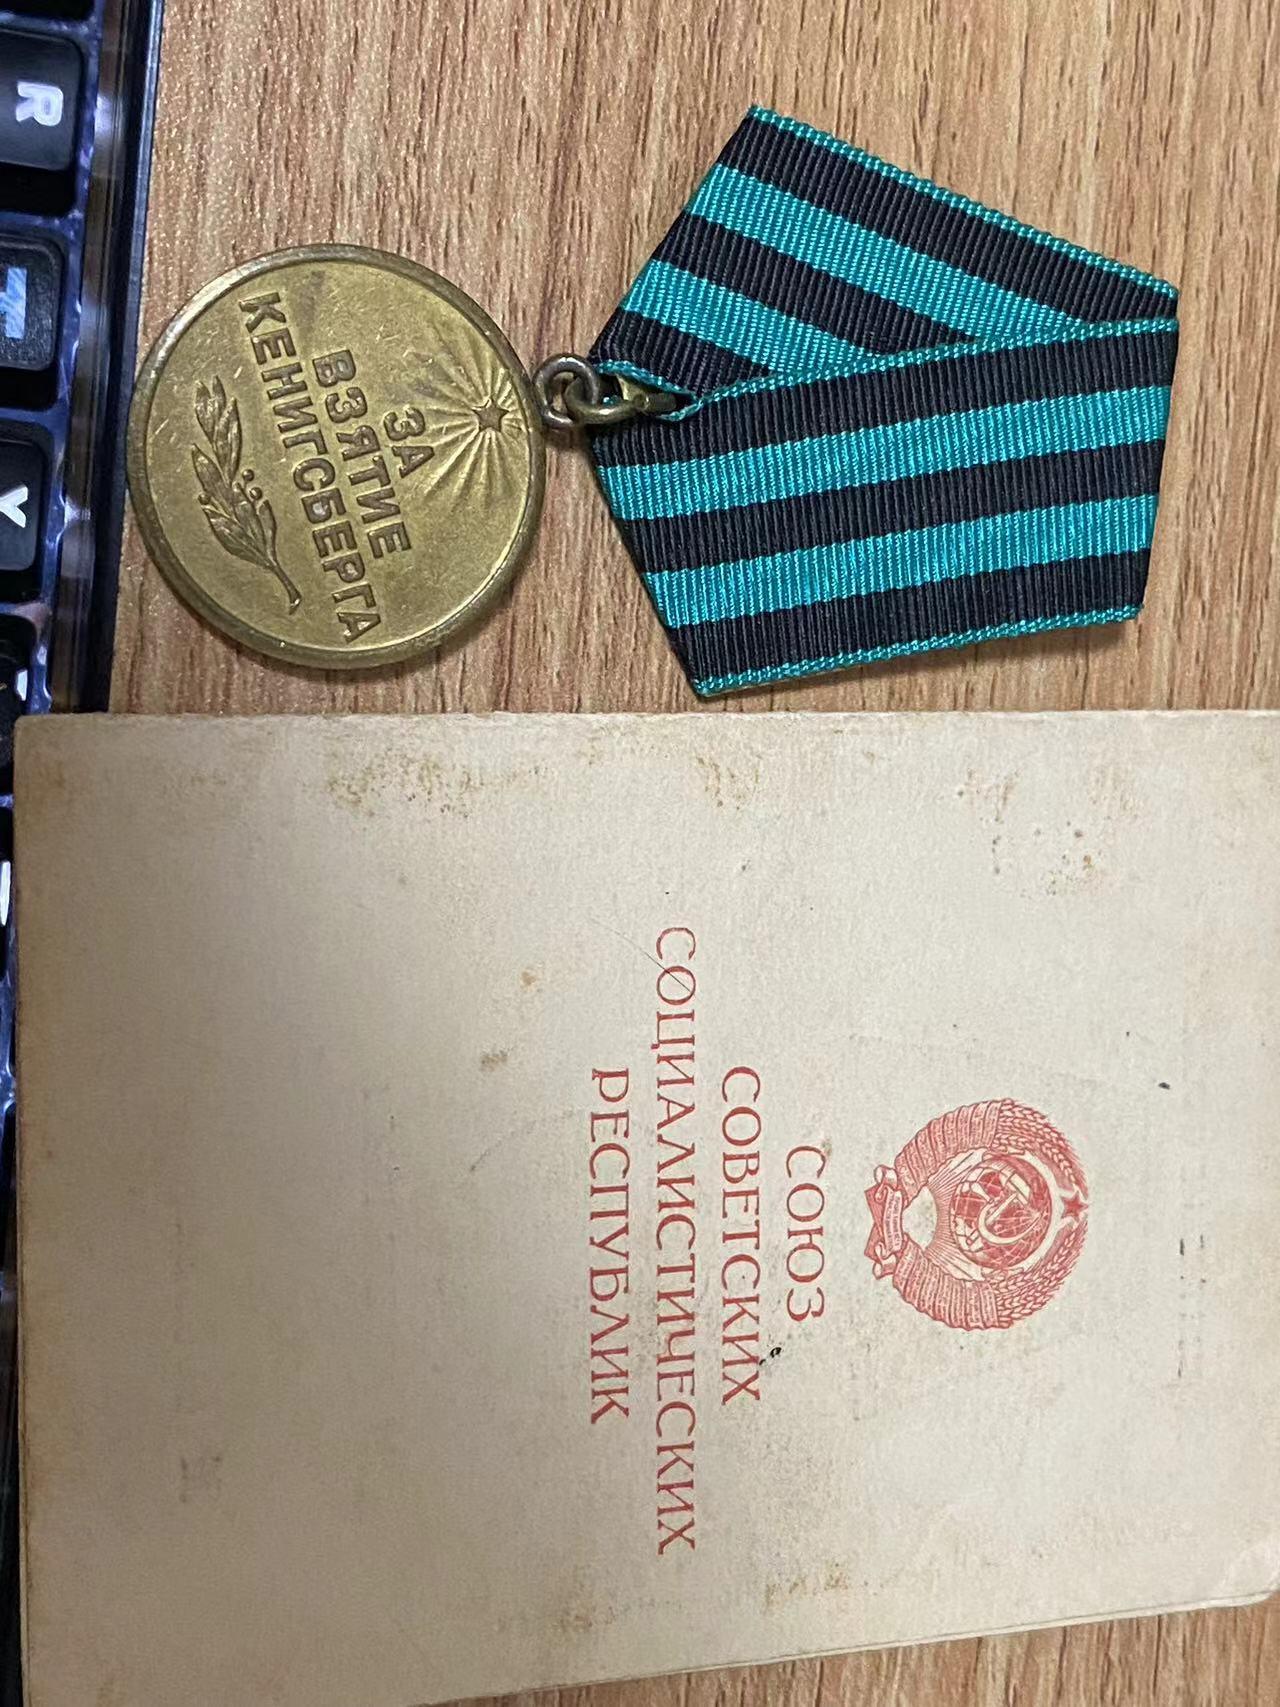 ЗА
ВЗЯТИЕ
КЕНИГСБЕРГА
СОЮЗ
СОВЕТСКИХ
СОЦИАЛИСТИЧЕСКИХ
РЕСПУБЛИК
R
T
Y